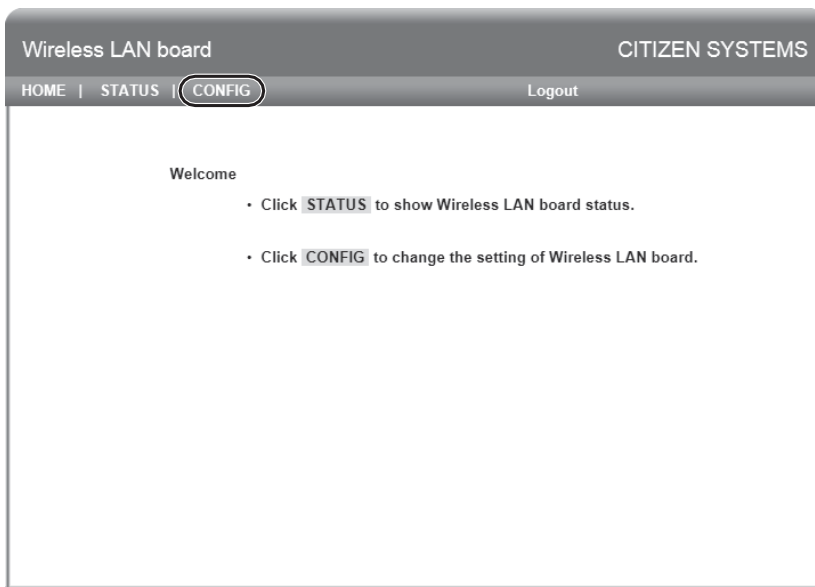 Wireless LAN board CITIZEN SYSTEMS
HOME | STATUS | CONFIG Logout
Welcome
• Click STATUS to show Wireless LAN board status.
• Click CONFIG to change the setting of Wireless LAN board.